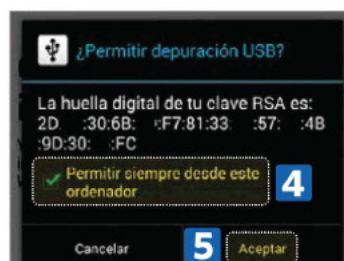 ¿Permitir depuración USB?
La huella digital de tu clave RSA es:
2D :30:6B: :F7:81:33 :57: :4B
:9D:30: :FC
Permitir siempre desde este
ordenador
4
Cancelar
5
Aceptar